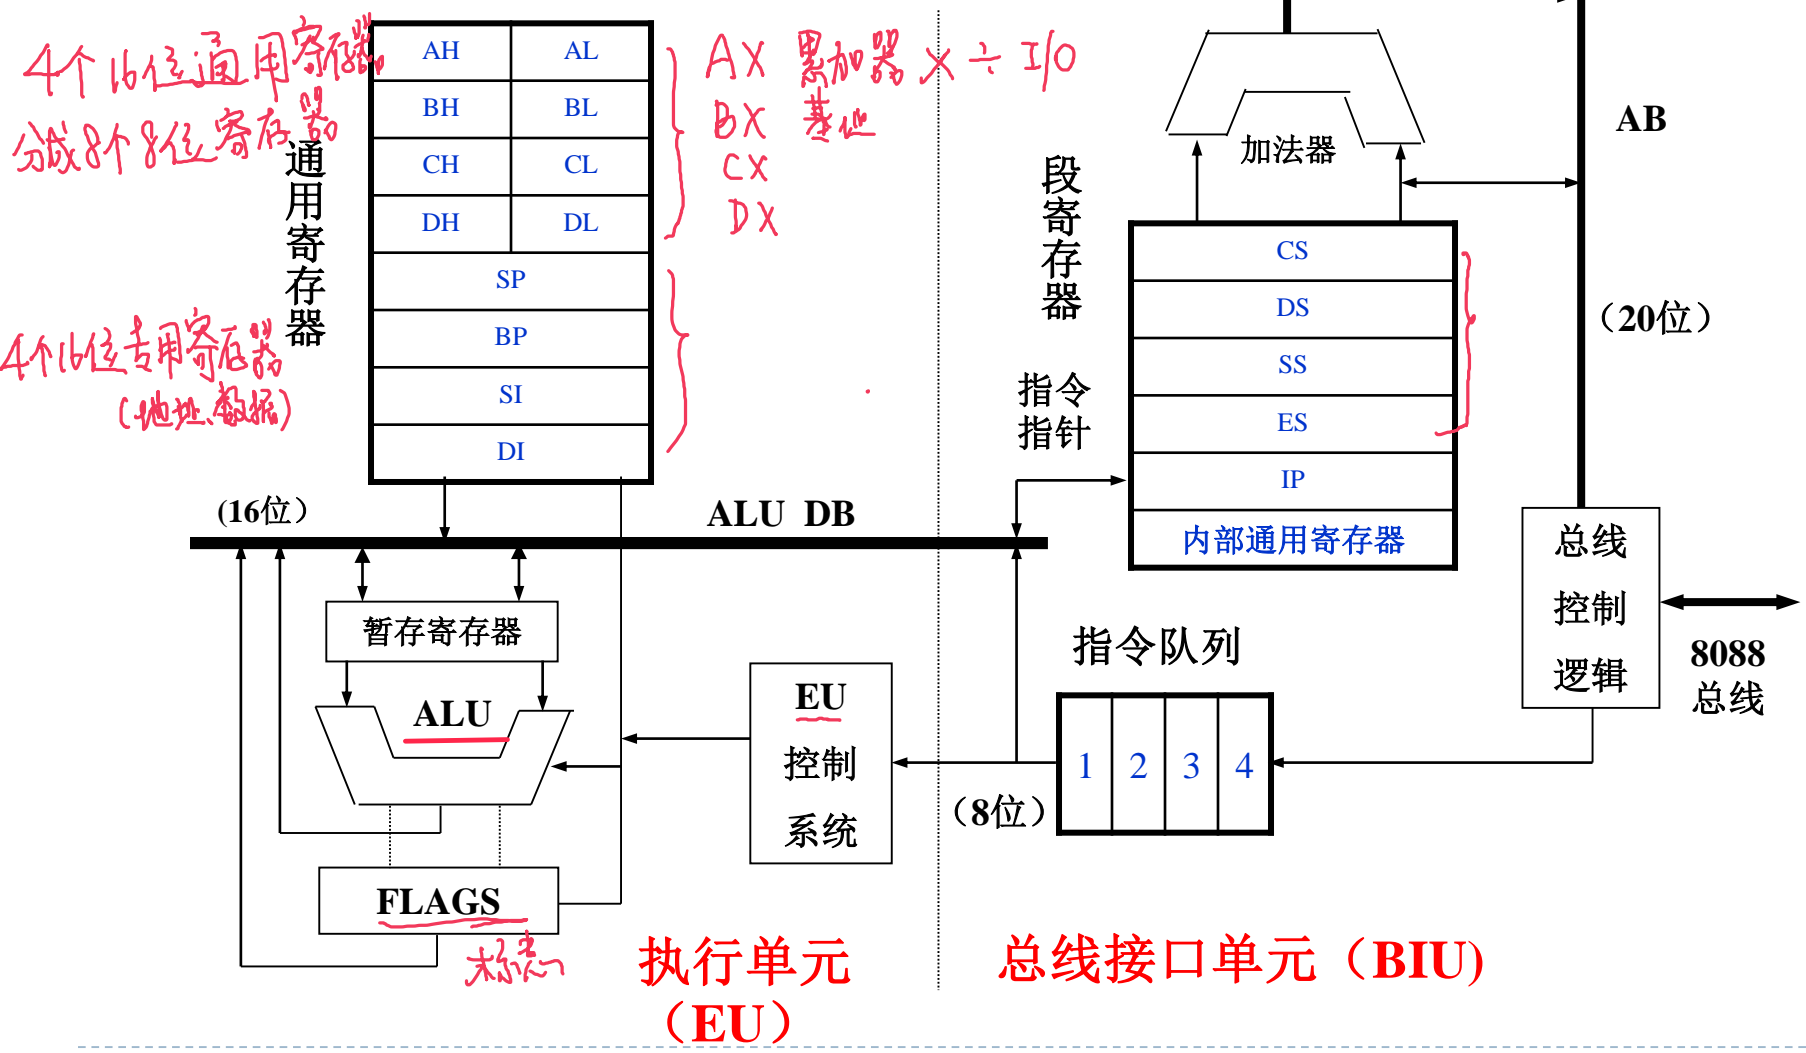 4个16位通用寄存器
分成8个8位寄存器
通用寄存器
AH AL
BH BL
CH CL
DH DL
SP
BP
SI
DI
AX 累加器 × ÷ I/O
BX 基址
CX
DX
4个16位专用寄存器
(地址、数据)
(16位）
ALU DB
暂存寄存器
ALU
FLAGS
标志
EU
控制
系统
执行单元
（EU）
加法器
AB
（20位）
段寄存器
CS
DS
SS
ES
IP
内部通用寄存器
指令
指针
总线
控制
逻辑
8088
总线
指令队列
1 2 3 4
（8位）
总线接口单元（BIU)